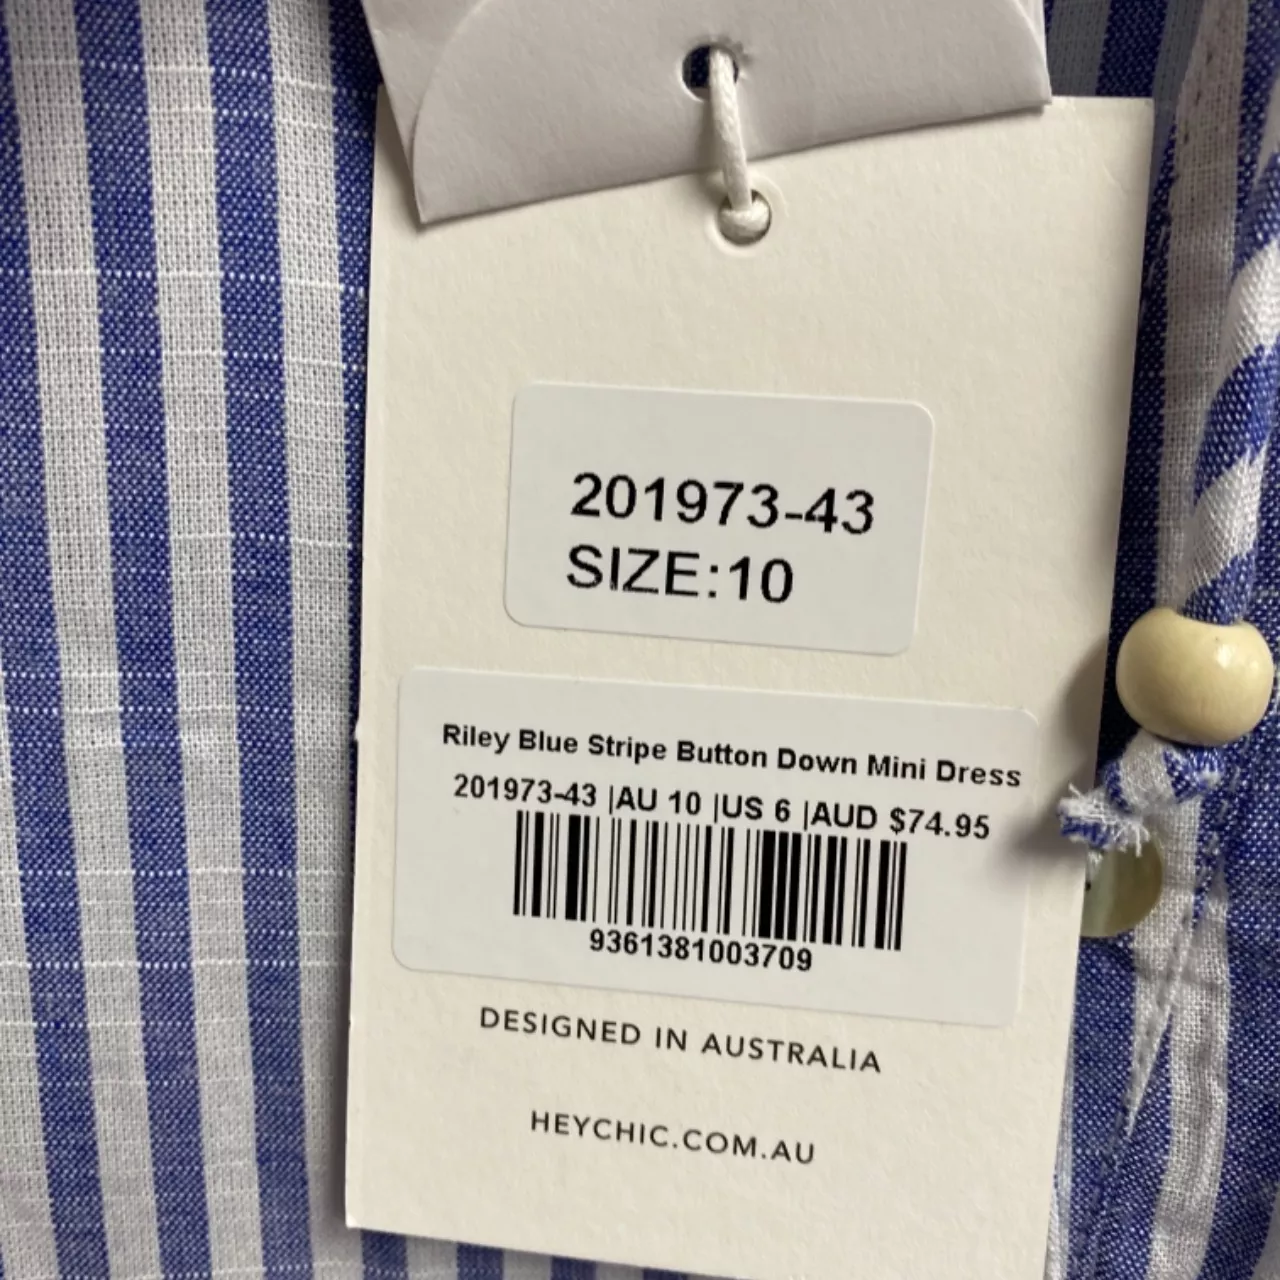 201973-43
SIZE:10
Riley Blue Stripe Button Down Mini Dress
201973-43 |AU 10 |US 6 |AUD $74.95
9361381003709
DESIGNED IN AUSTRALIA
HEYCHIC.COM.AU